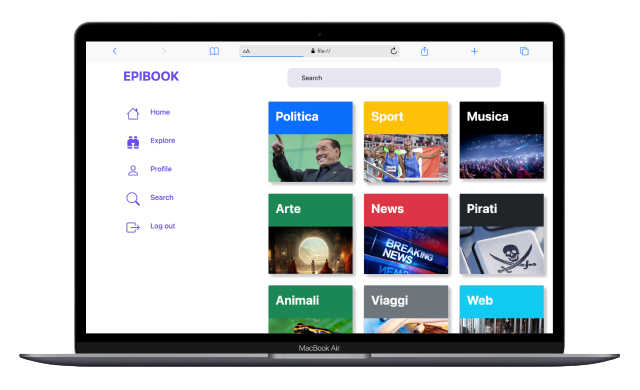 AA
file://
EPIBOOK
Search
Home
Explore
Profile
Search
Log out
Politica
Sport
Musica
Arte
News
Pirati
BREAKING
NEWS
Animali
Viaggi
Web
MacBook Air